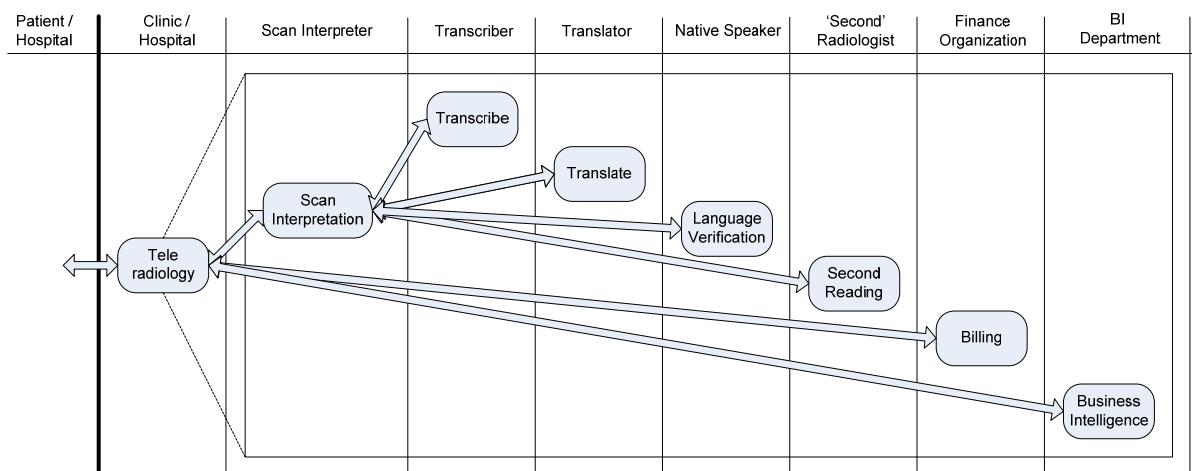 Patient /
Hospital
Clinic /
Hospital
Scan Interpreter
Transcriber
Translator
Native Speaker
‘Second’
Radiologist
Finance
Organization
BI
Department
Transcribe
Translate
Scan
Interpretation
Language
Verification
Tele
radiology
Second
Reading
Billing
Business
Intelligence